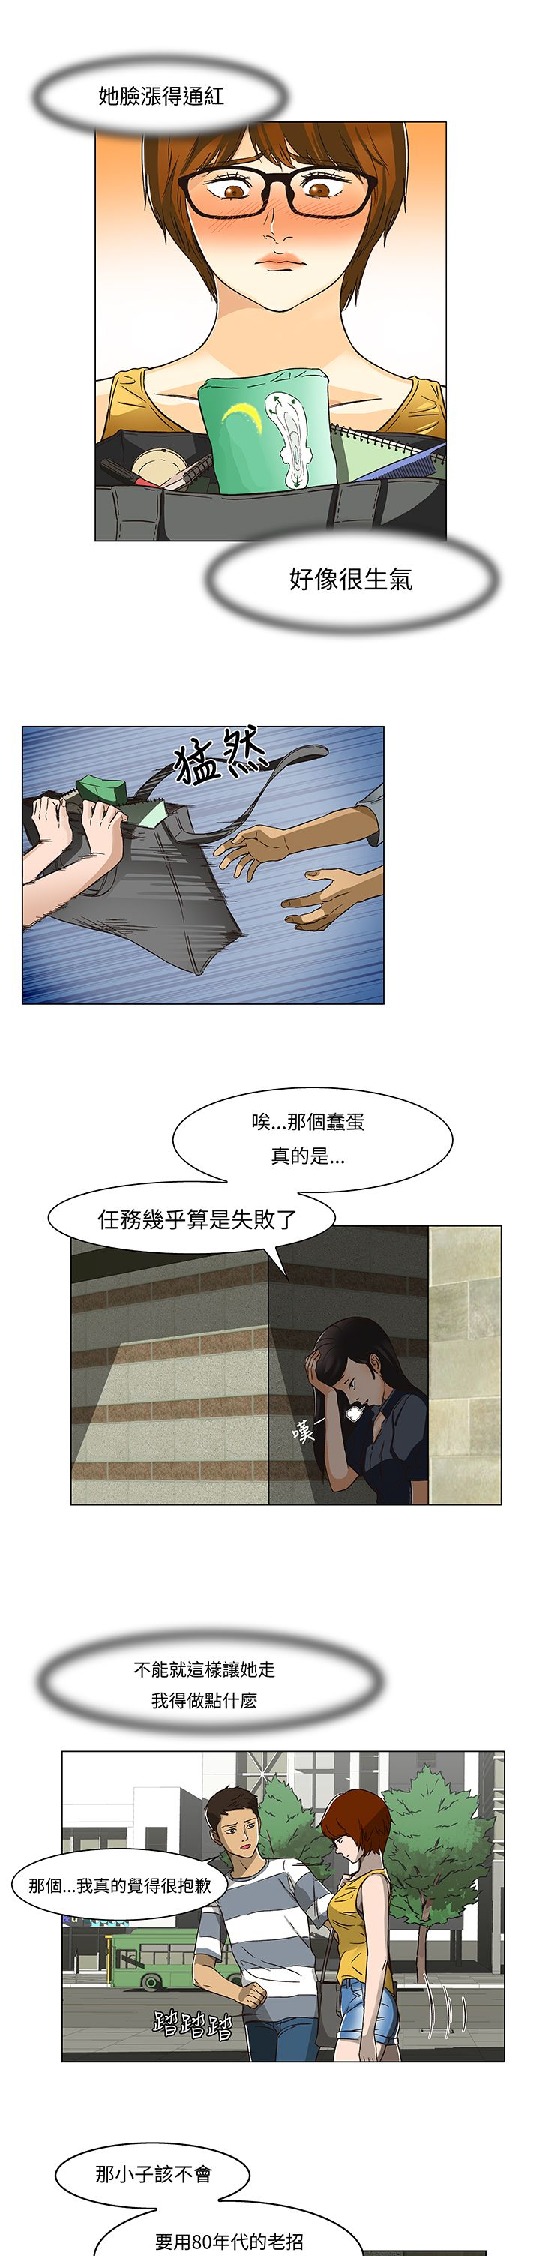 她臉漲得通紅
好像很生氣
猛然
唉...那個蠢蛋
真的是...
任務幾乎算是失敗了
嘆
不能就這樣讓她走
我得做點什麼
那個...我真的覺得很抱歉
踏踏踏
那小子該不會
要用80年代的老招